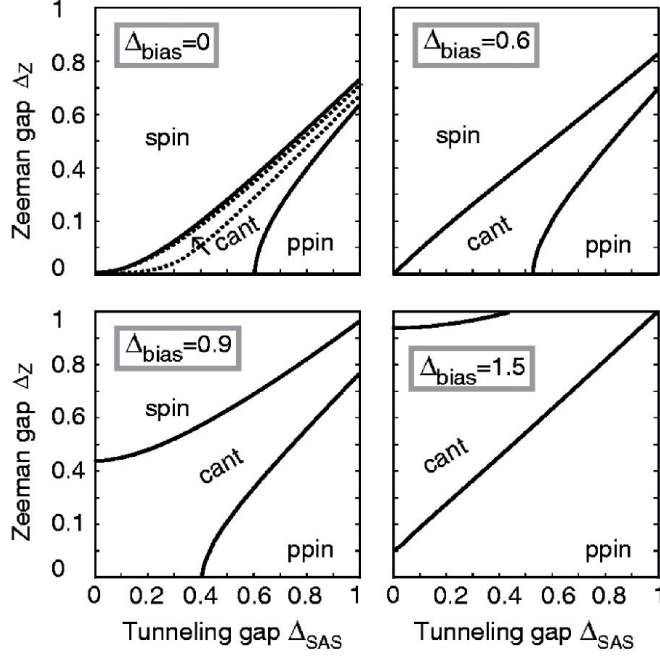 1
Δbias=0
0.8
0.6
spin
0.4
0.1
cant
ppin
0
Zeeman gap ΔZ
Δbias=0.6
spin
cant
ppin
1
Δbias=0.9
0.8
spin
0.6
0.4
cant
0.1
ppin
0
Zeeman gap ΔZ
0 0.2 0.4 0.6 0.8 1
Tunneling gap ΔSAS
Δbias=1.5
cant
ppin
0 0.2 0.4 0.6 0.8 1
Tunneling gap ΔSAS